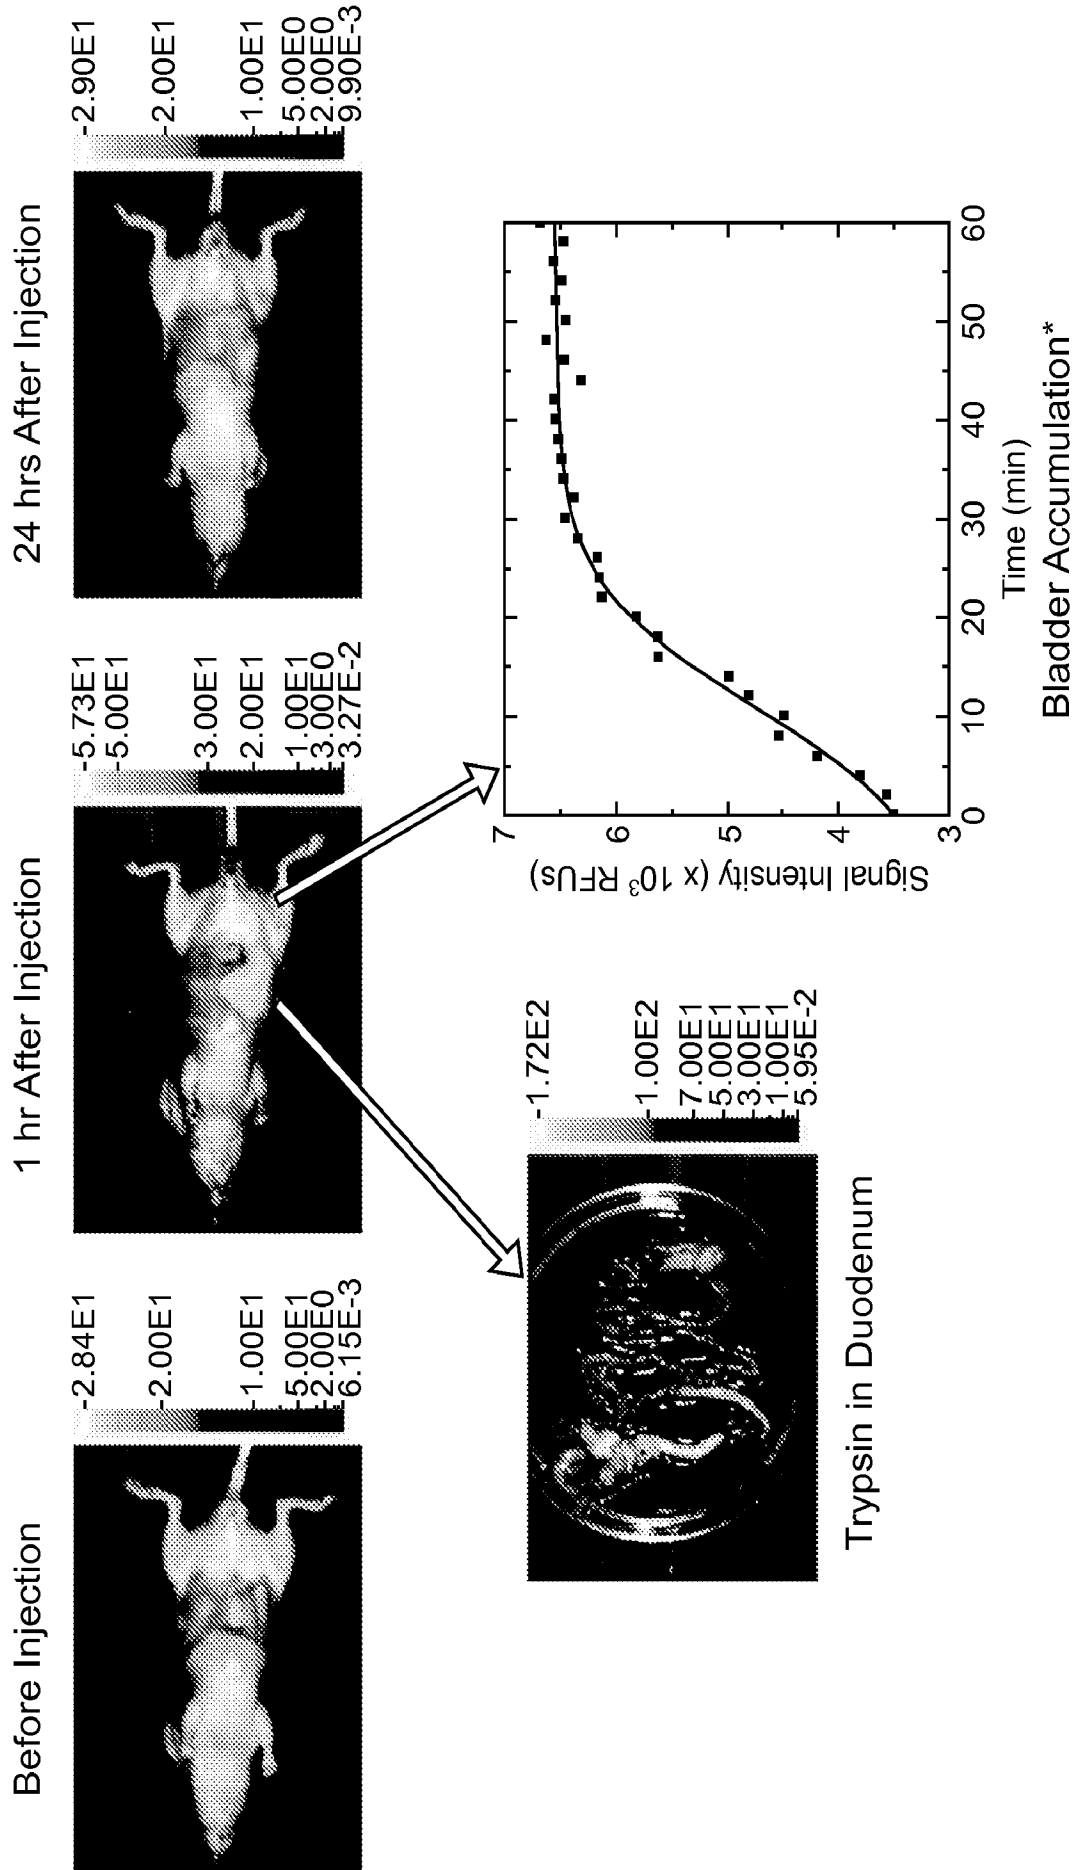 Before Injection
2.84E1
2.00E1
1.00E1
5.00E1
2.00E0
6.15E-3
1 hr After Injection
5.73E1
5.00E1
3.00E1
2.00E1
1.00E1
3.00E0
3.27E-2
24 hrs After Injection
2.90E1
2.00E1
1.00E1
5.00E0
2.00E0
9.90E-3
1.72E2
1.00E2
7.00E1
5.00E1
3.00E1
1.00E1
5.95E-2
Trypsin in Duodenum
Signal Intensity (x 10³ RFUs)
7
6
5
4
3
0 10 20 30 40 50 60
Time (min)
Bladder Accumulation*